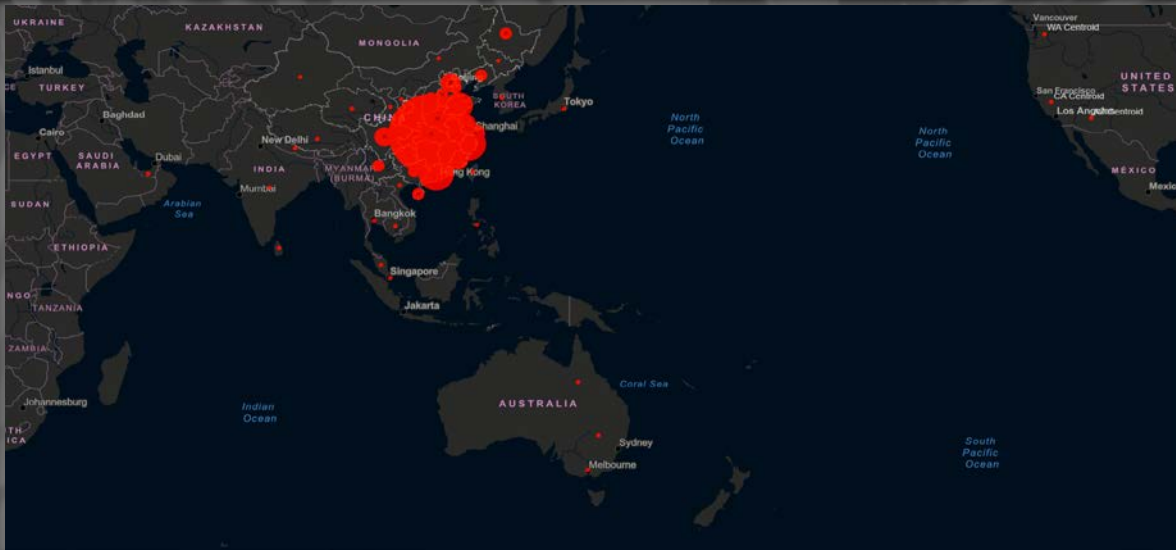 UKRAINE
KAZAKHSTAN
MONGOLIA
Istanbul
TURKEY
Baghdad
Cairo
EGYPT
SAUDI
ARABIA
Dubai
New Delhi
INDIA
Mumbai
MYANMAR
(BURMA)
SOUTH
KOREA
Tokyo
Shanghai
Kong
Bangkok
Arabian
Sea
SUDAN
ETHIOPIA
Singapore
Jakarta
TANZANIA
ZAMBIA
Johannesburg
Indian
Ocean
AUSTRALIA
Coral Sea
Sydney
Melbourne
North
Pacific
Ocean
North
Pacific
Ocean
South
Pacific
Ocean
Vancouver
WA Centroid
UNITED
STATES
San Francisco
CA Centroid
Los Angeles
MÉXICO